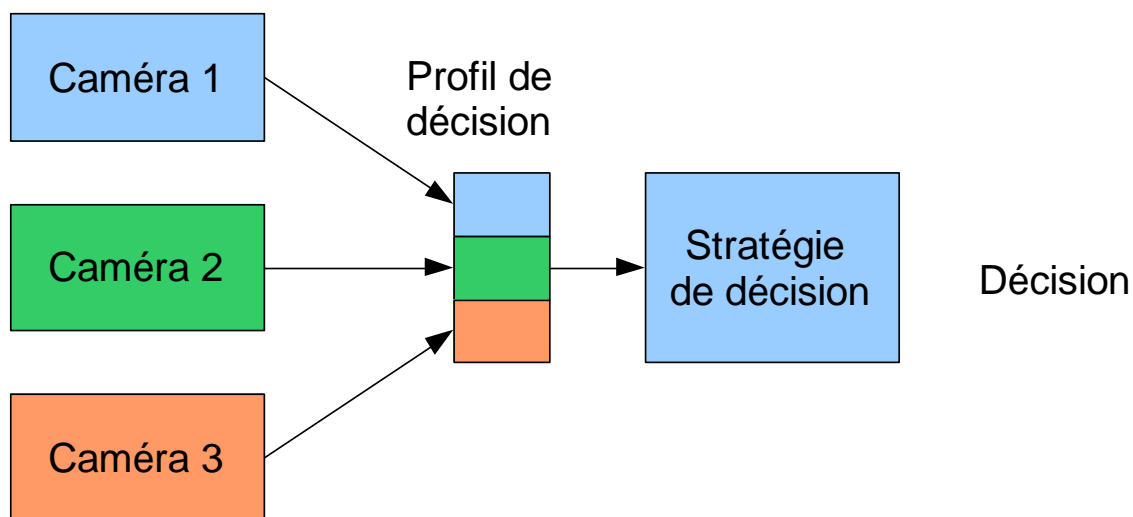 Caméra 1
Profil de
décision
Caméra 2
Stratégie
de décision
Décision
Caméra 3